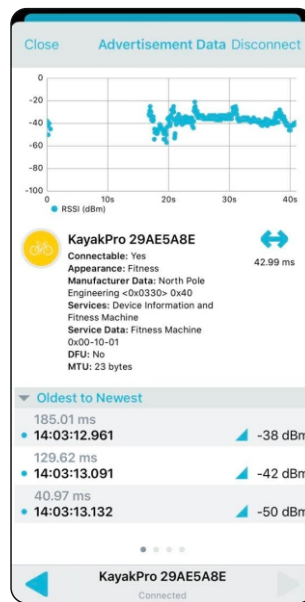 Close Advertisement Data Disconnect
0
-20
-40
-60
-80
-100
0 10s 20s 30s 40s
RSSI (dBm)
KayakPro 29AE5A8E
42.99 ms
Connectable: Yes
Appearance: Fitness
Manufacturer Data: North Pole
Engineering <0x0330> 0x40
Services: Device Information and
Fitness Machine
Service Data: Fitness Machine
0x00-10-01
DFU: No
MTU: 23 bytes
Oldest to Newest
185.01 ms
14:03:12.961 -38 dBm
129.62 ms
14:03:13.091 -42 dBm
40.97 ms
14:03:13.132 -50 dBm
KayakPro 29AE5A8E
Connected